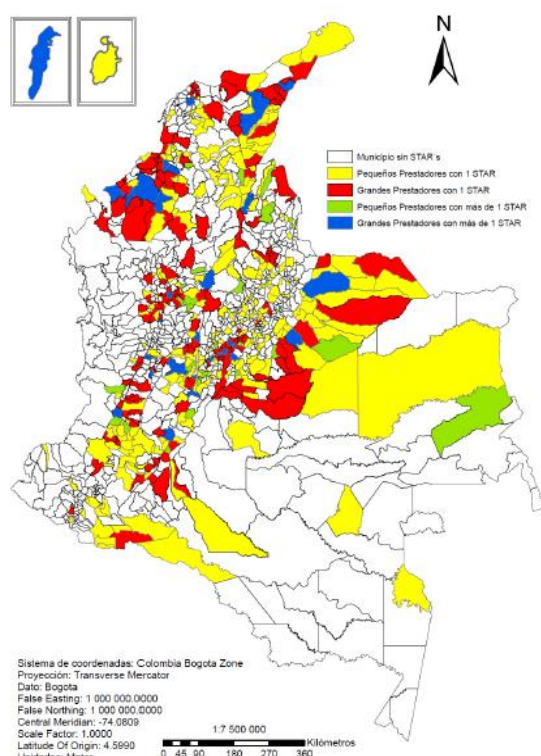 N
Municipio sin STAR´s
Pequeños Prestadores con 1 STAR
Grandes Prestadores con 1 STAR
Pequeños Prestadores con más de 1 STAR
Grandes Prestadores con más de 1 STAR
Sistema de coordenadas: Colombia Bogota Zone
Proyección: Transverse Mercator
Dato: Bogota
False Easting: 1 000 000.0000
False Northing: 1 000 000.0000
Central Meridian: -74.0809
Scale Factor: 1.0000
Latitude Of Origin: 4.5990
Unidades: Meter
1:7 500 000
Kilómetros
0 45 90 180 270 360